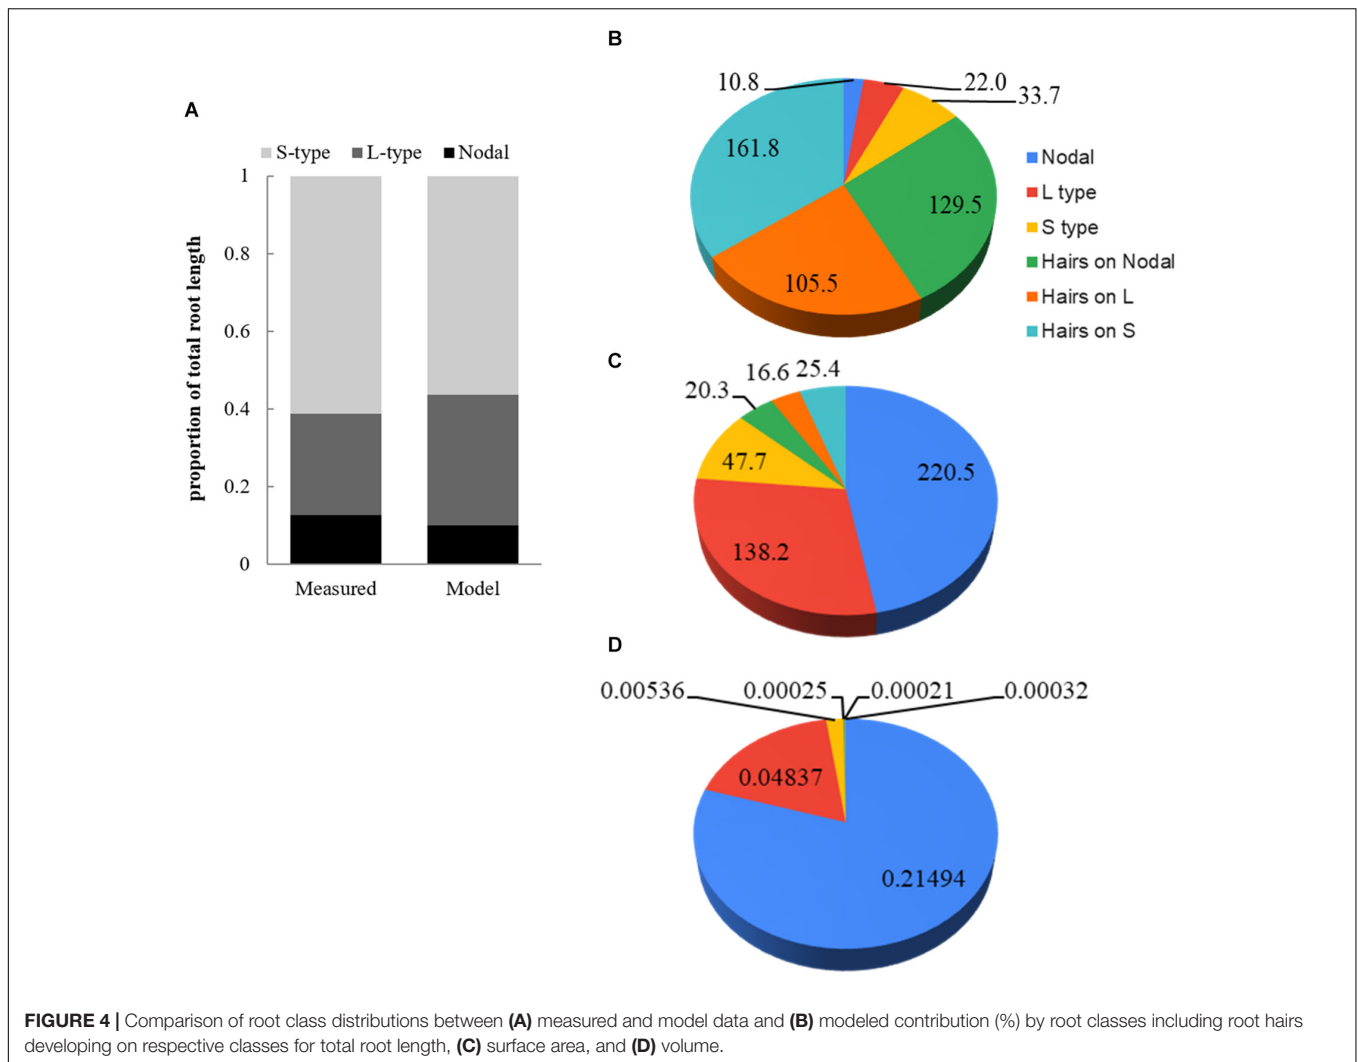 A
S-type L-type Nodal
proportion of total root length
1
0.8
0.6
0.4
0.2
0
Measured Model
B
10.8
22.0
33.7
161.8
129.5
105.5
Nodal
L type
S type
Hairs on Nodal
Hairs on L
Hairs on S
C
20.3
16.6
25.4
47.7
220.5
138.2
D
0.00536
0.00025
0.00021
0.00032
0.04837
0.21494
FIGURE 4 | Comparison of root class distributions between (A) measured and model data and (B) modeled contribution (%) by root classes including root hairs
developing on respective classes for total root length, (C) surface area, and (D) volume.